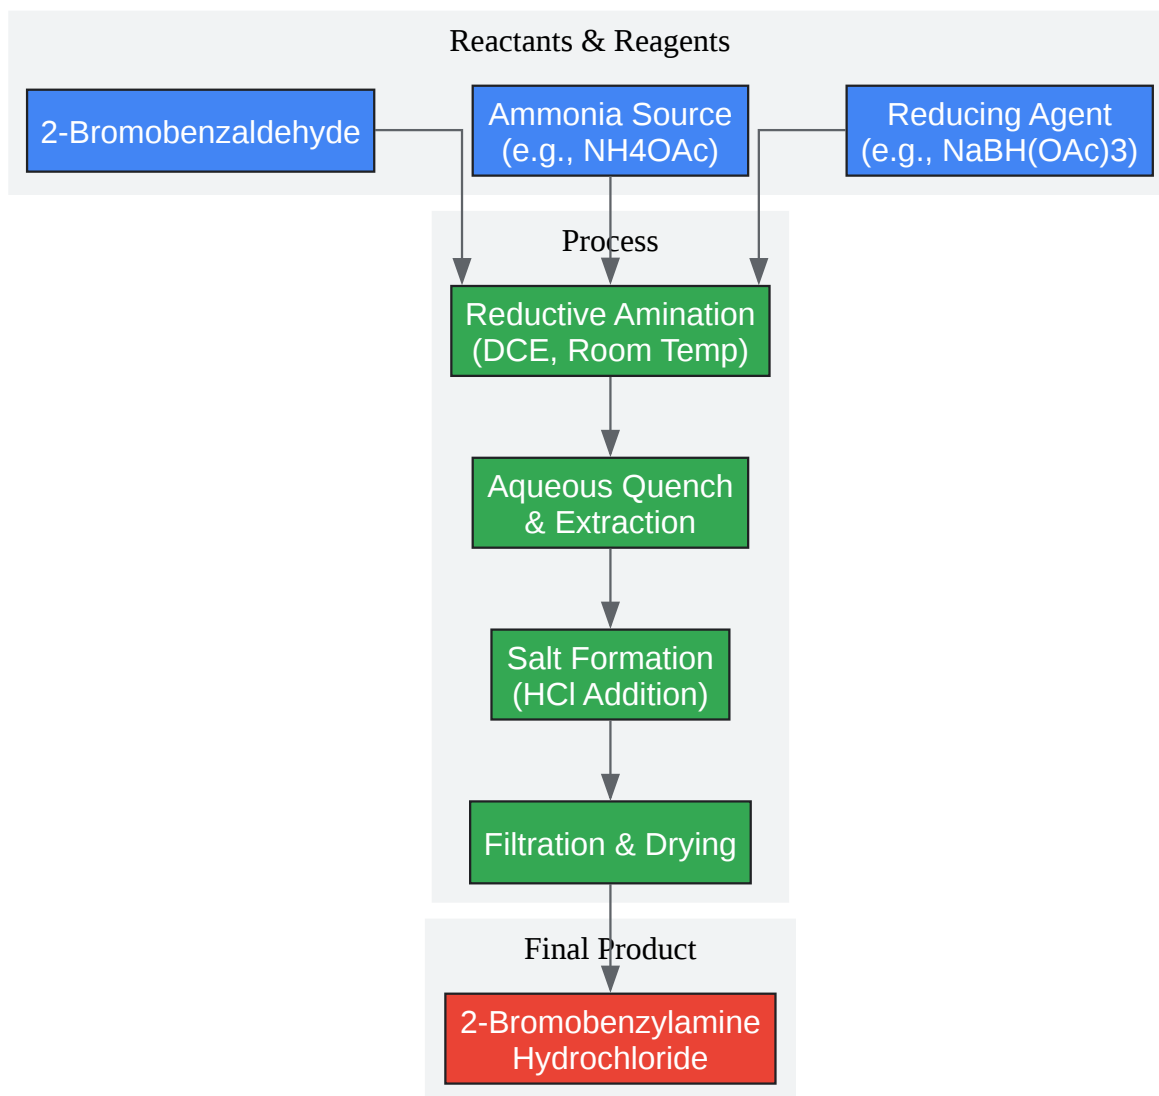 Reactants & Reagents
2-Bromobenzaldehyde
Ammonia Source
(e.g., NH4OAc)
Reducing Agent
(e.g., NaBH(OAc)3)
Process
Reductive Amination
(DCE, Room Temp)
Aqueous Quench
& Extraction
Salt Formation
(HCl Addition)
Filtration & Drying
Final Product
2-Bromobenzylamine
Hydrochloride